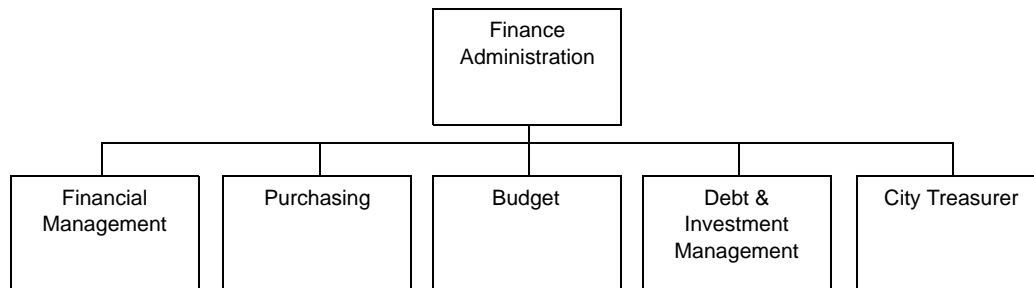 Finance
Administration
Financial
Management
Purchasing
Budget
Debt &
Investment
Management
City Treasurer